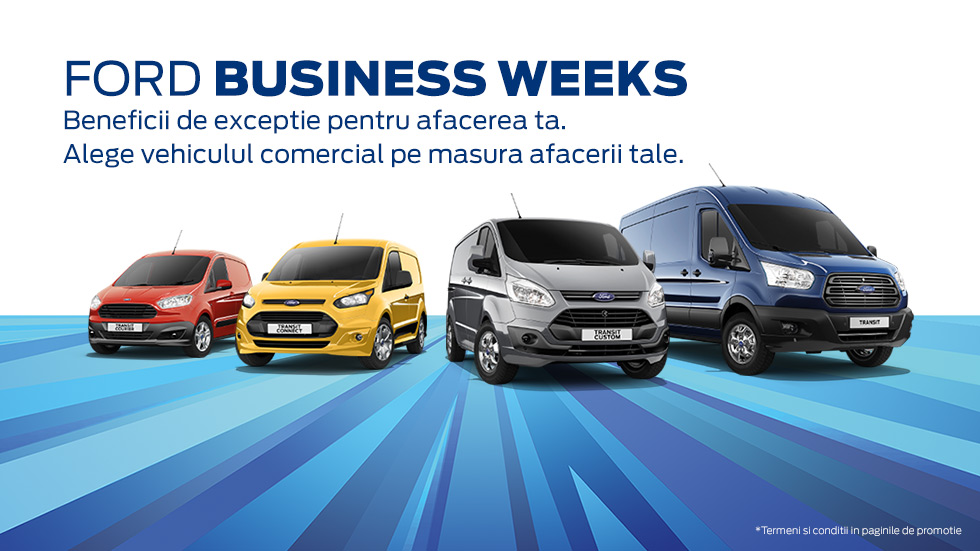 FORD BUSINESS WEEKS
Beneficii de exceptie pentru afacerea ta.
Alege vehiculul comercial pe masura afacerii tale.
TRANSIT
COURIER
TRANSIT
CONNECT
TRANSIT
CUSTOM
TRANSIT
*Termeni si conditii in paginile de promotie